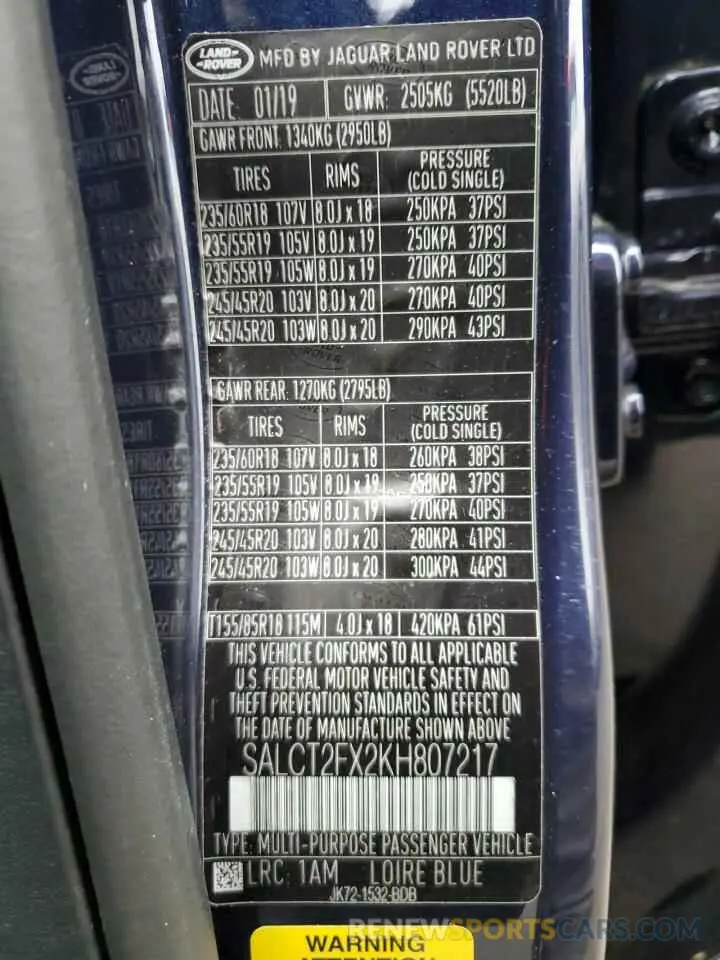 LAND-ROVER MFD BY JAGUAR LAND ROVER LTD
DATE: 01/19 GVWR: 2505KG (5520LB)
GAWR FRONT: 1340KG (2950LB)
TIRES RIMS PRESSURE (COLD SINGLE)
235/60R18 107V 8.0J x 18 250KPA 37PSI
235/55R19 105V 8.0J x 19 250KPA 37PSI
235/55R19 105W 8.0J x 19 270KPA 40PSI
245/45R20 103V 8.0J x 20 270KPA 40PSI
245/45R20 103W 8.0J x 20 290KPA 43PSI
GAWR REAR: 1270KG (2795LB)
TIRES RIMS PRESSURE (COLD SINGLE)
235/60R18 107V 8.0J x 18 260KPA 38PSI
235/55R19 105V 8.0J x 19 250KPA 37PSI
235/55R19 105W 8.0J x 19 270KPA 40PSI
245/45R20 103V 8.0J x 20 280KPA 41PSI
245/45R20 103W 8.0J x 20 300KPA 44PSI
T155/85R18 115M 4.0J x 18 420KPA 61PSI
THIS VEHICLE CONFORMS TO ALL APPLICABLE
U.S. FEDERAL MOTOR VEHICLE SAFETY AND
THEFT PREVENTION STANDARDS IN EFFECT ON
THE DATE OF MANUFACTURE SHOWN ABOVE
SALCT2FX2KH807217
TYPE: MULTI-PURPOSE PASSENGER VEHICLE
LRC: 1AM LOIRE BLUE
JK72-1532-BDB
RENEWSPORTSCARS.COM
WARNING
ATTENTION